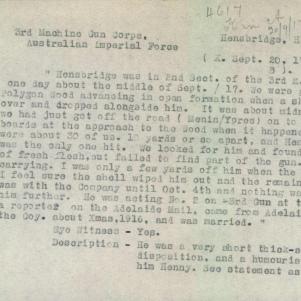 4617
3rd Machine Gun Corps.
Hensbridge, H
Australian Imperial Force
( K. Sept. 20, 1
B ).
" Hensbridge was in 2nd Sect. of the 3rd M.
one day about the middle of Sept. / 17. We were
Polygon Wood advancing in open formation when a s
over and dropped alongside him. It was about mid
we had just got off the road ( Menin/Ypres) on to
boards at the approach to the Wood when it happen
were about 30 of us, 10 yards or so apart, and Hen
was the only one hit. We looked for him and found
of fresh flesh, but failed to find part of the gun
carrying. I was only a few yards off him when the
I feel sure the shell wiped him out and the remain
was with the Company until Oct. 4th and nothing wa
him further. He was acting No. 2 on #3rd Gun at th
a reporter on the Adelaide Mail, came from Adelai
the Coy. about Xmas, 1916, and was married. "
Eye Witness - Yes.
Description - He was a very short thick-s
disposition, and a humouris
him Henny. See statement as